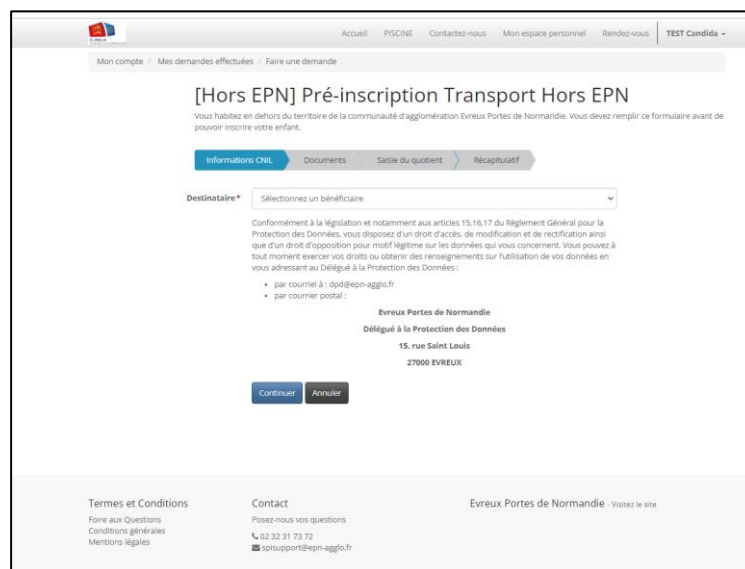 Accueil PISCINE Contactez-nous Mon espace personnel Rendez-vous TEST Candida
Mon compte / Mes demandes effectuées / Faire une demande
[Hors EPN] Pré-inscription Transport Hors EPN
Vous habitez en dehors du territoire de la communauté d'agglomération Evreux Portes de Normandie. Vous devez remplir ce formulaire avant de
pouvoir inscrire votre enfant.
Informations CNIL Documents Saisie du quotient Récapitulatif
Destinataire* Sélectionnez un bénéficiaire
Conformément à la législation et notamment aux articles 15,16,17 du Règlement Général pour la
Protection des Données, vous disposez d'un droit d'accès, de modification et de rectification ainsi
que d'un droit d'opposition pour motif légitime sur les données qui vous concernent. Vous pouvez à
tout moment exercer vos droits ou obtenir des renseignements sur l'utilisation de vos données en
vous adressant au Délégué à la Protection des Données :
• par courriel à : dpd@epn-agglo.fr
• par courrier postal :
Evreux Portes de Normandie
Délégué à la Protection des Données
15, rue Saint Louis
27000 EVREUX
Continuer Annuler
Termes et Conditions Contact Evreux Portes de Normandie - Visitez le site
Foire aux Questions Posez-nous vos questions
Conditions générales
Mentions légales 02 32 31 73 72
spisupport@epn-agglo.fr